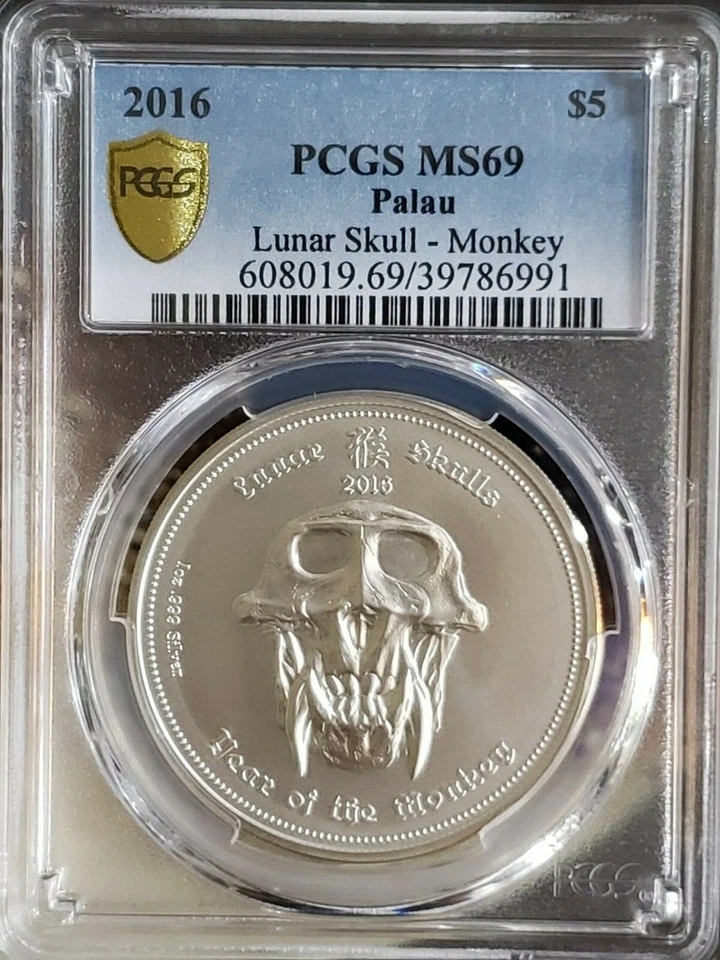 2016 $5
PCGS
PCGS MS69
Palau
Lunar Skull - Monkey
608019.69/39786991
Lunar 猴 Skulls
2016
1oz .999 Silver
Year of the Monkey
PCGS